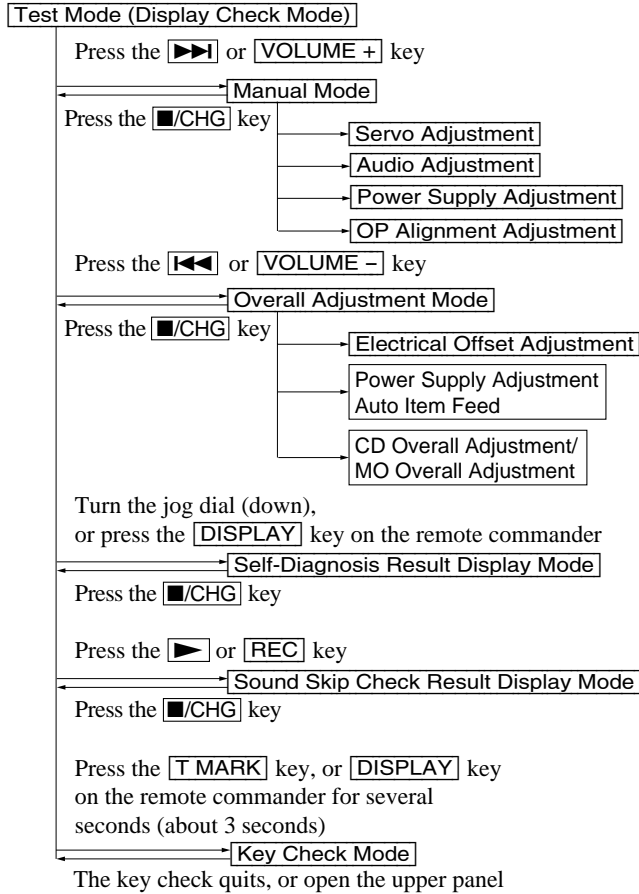 Test Mode (Display Check Mode)
Press the ▶▶I or VOLUME + key
Manual Mode
Press the ■/CHG key
Servo Adjustment
Audio Adjustment
Power Supply Adjustment
OP Alignment Adjustment
Press the I◀◀ or VOLUME – key
Overall Adjustment Mode
Press the ■/CHG key
Electrical Offset Adjustment
Power Supply Adjustment
Auto Item Feed
CD Overall Adjustment/
MO Overall Adjustment
Turn the jog dial (down),
or press the DISPLAY key on the remote commander
Self-Diagnosis Result Display Mode
Press the ■/CHG key
Press the ▶ or REC key
Sound Skip Check Result Display Mode
Press the ■/CHG key
Press the T MARK key, or DISPLAY key
on the remote commander for several
seconds (about 3 seconds)
Key Check Mode
The key check quits, or open the upper panel